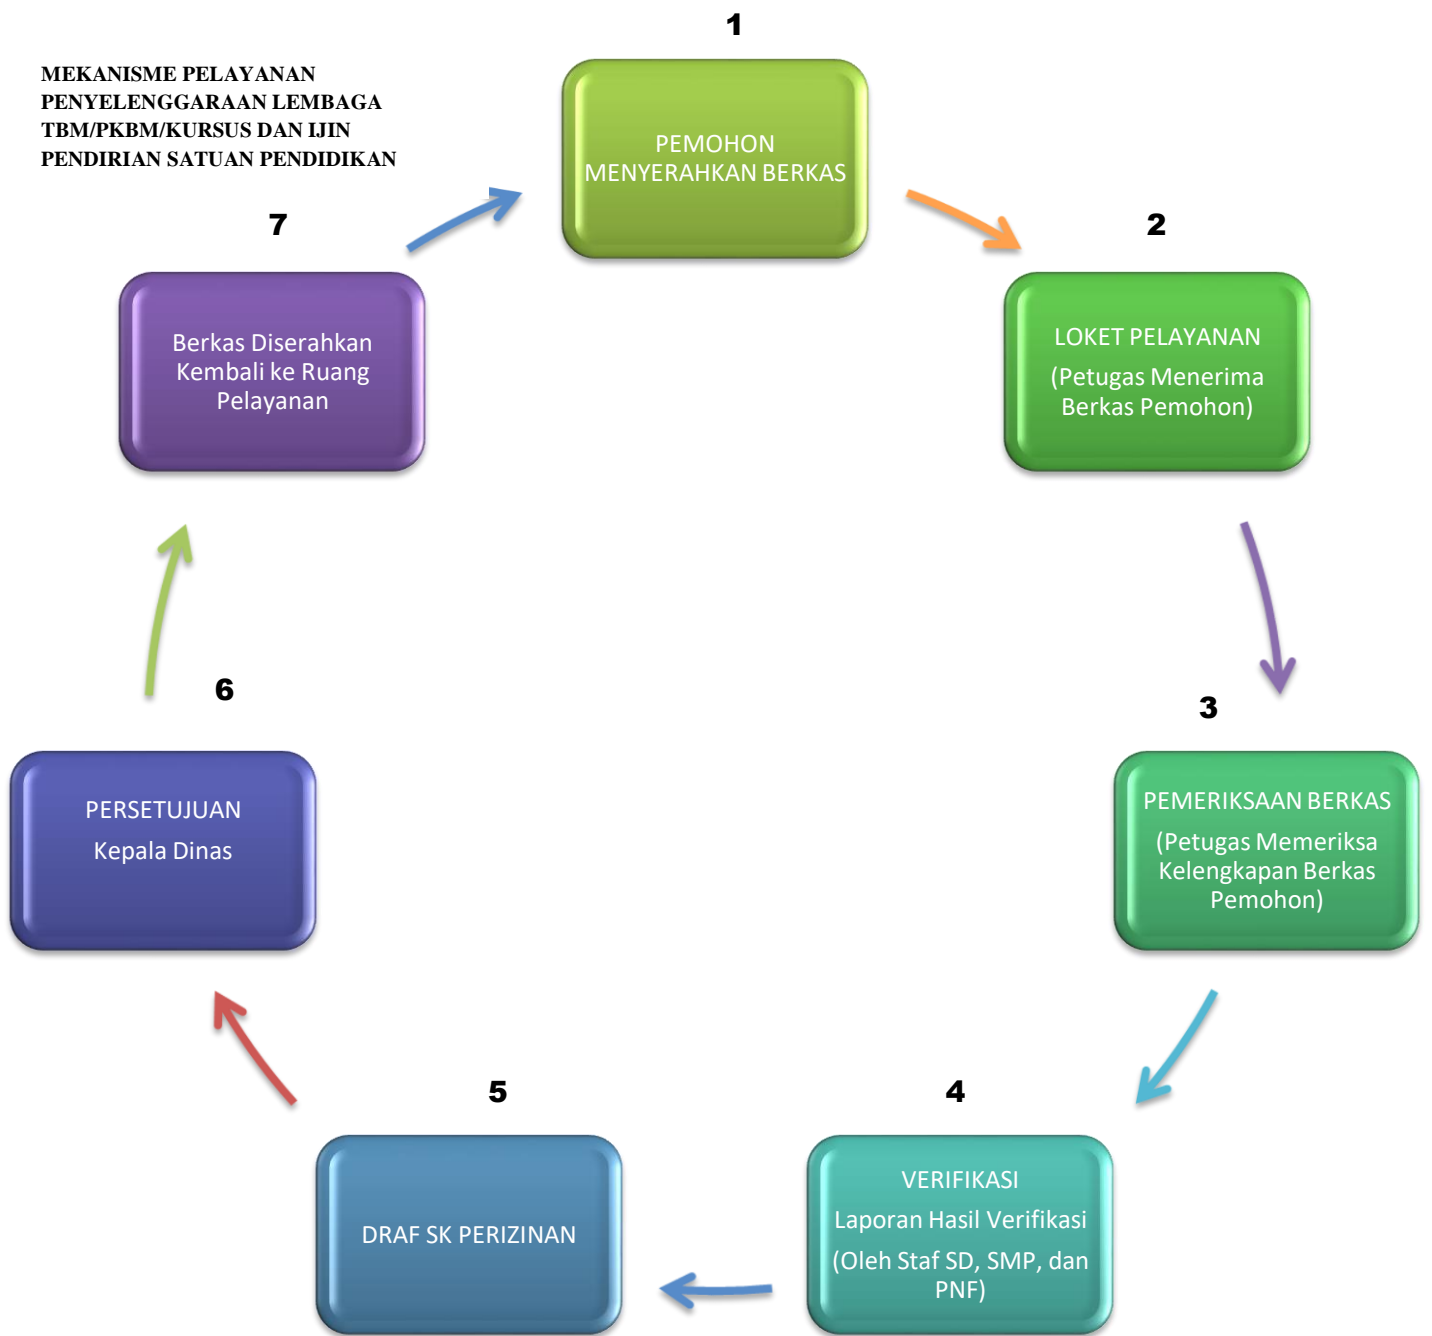 MEKANISME PELAYANAN
PENYELENGGARAAN LEMBAGA
TBM/PKBM/KURSUS DAN IJIN
PENDIRIAN SATUAN PENDIDIKAN
1
PEMOHON
MENYERAHKAN BERKAS
2
LOKET PELAYANAN
(Petugas Menerima
Berkas Pemohon)
3
PEMERIKSAAN BERKAS
(Petugas Memeriksa
Kelengkapan Berkas
Pemohon)
4
VERIFIKASI
Laporan Hasil Verifikasi
(Oleh Staf SD, SMP, dan
PNF)
5
DRAF SK PERIZINAN
6
PERSETUJUAN
Kepala Dinas
7
Berkas Diserahkan
Kembali ke Ruang
Pelayanan